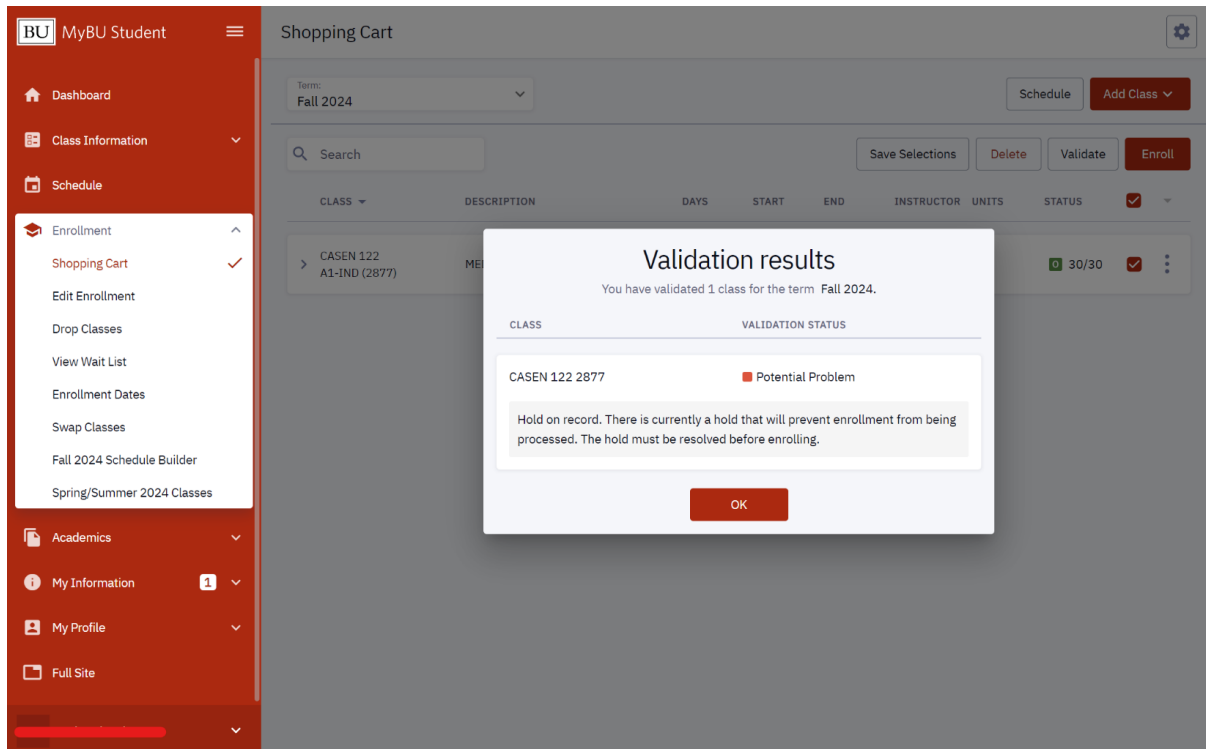 BU MyBU Student
Dashboard
Class Information
Schedule
Enrollment
Shopping Cart
Edit Enrollment
Drop Classes
View Wait List
Enrollment Dates
Swap Classes
Fall 2024 Schedule Builder
Spring/Summer 2024 Classes
Academics
My Information 1
My Profile
Full Site
Shopping Cart
Term:
Fall 2024
Schedule Add Class
Search
Save Selections Delete Validate Enroll
CLASS DESCRIPTION DAYS START END INSTRUCTOR UNITS STATUS
CASEN 122
A1-IND (2877)
O 30/30
Validation results
You have validated 1 class for the term Fall 2024.
CLASS VALIDATION STATUS
CASEN 122 2877 Potential Problem
Hold on record. There is currently a hold that will prevent enrollment from being
processed. The hold must be resolved before enrolling.
OK